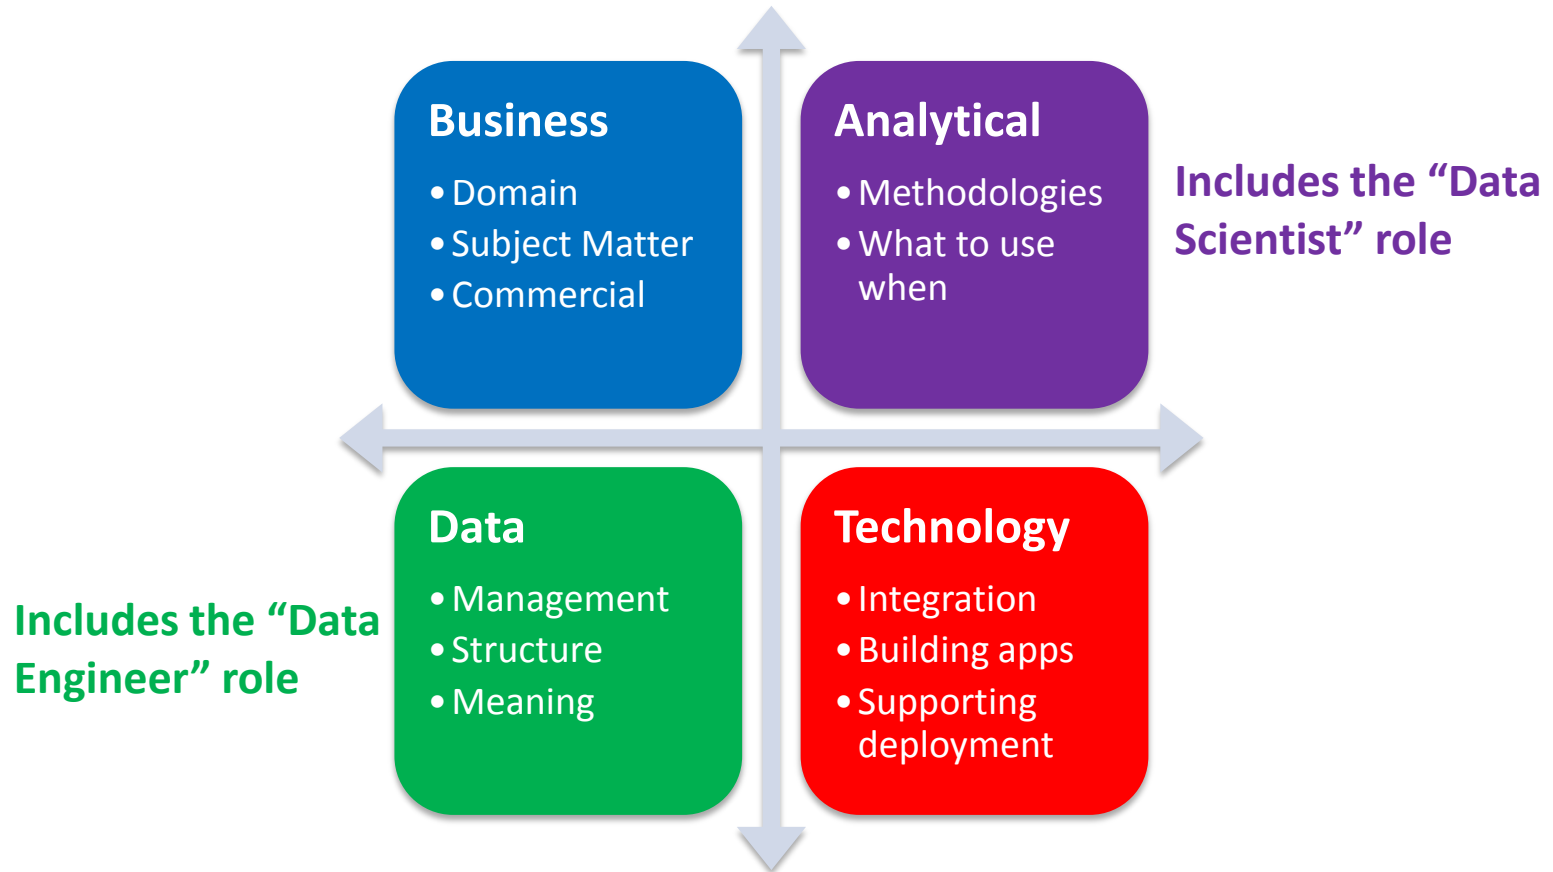 Business
• Domain
• Subject Matter
• Commercial
Analytical
• Methodologies
• What to use
when
Includes the “Data
Scientist” role
Data
• Management
• Structure
• Meaning
Includes the “Data
Engineer” role
Technology
• Integration
• Building apps
• Supporting
deployment